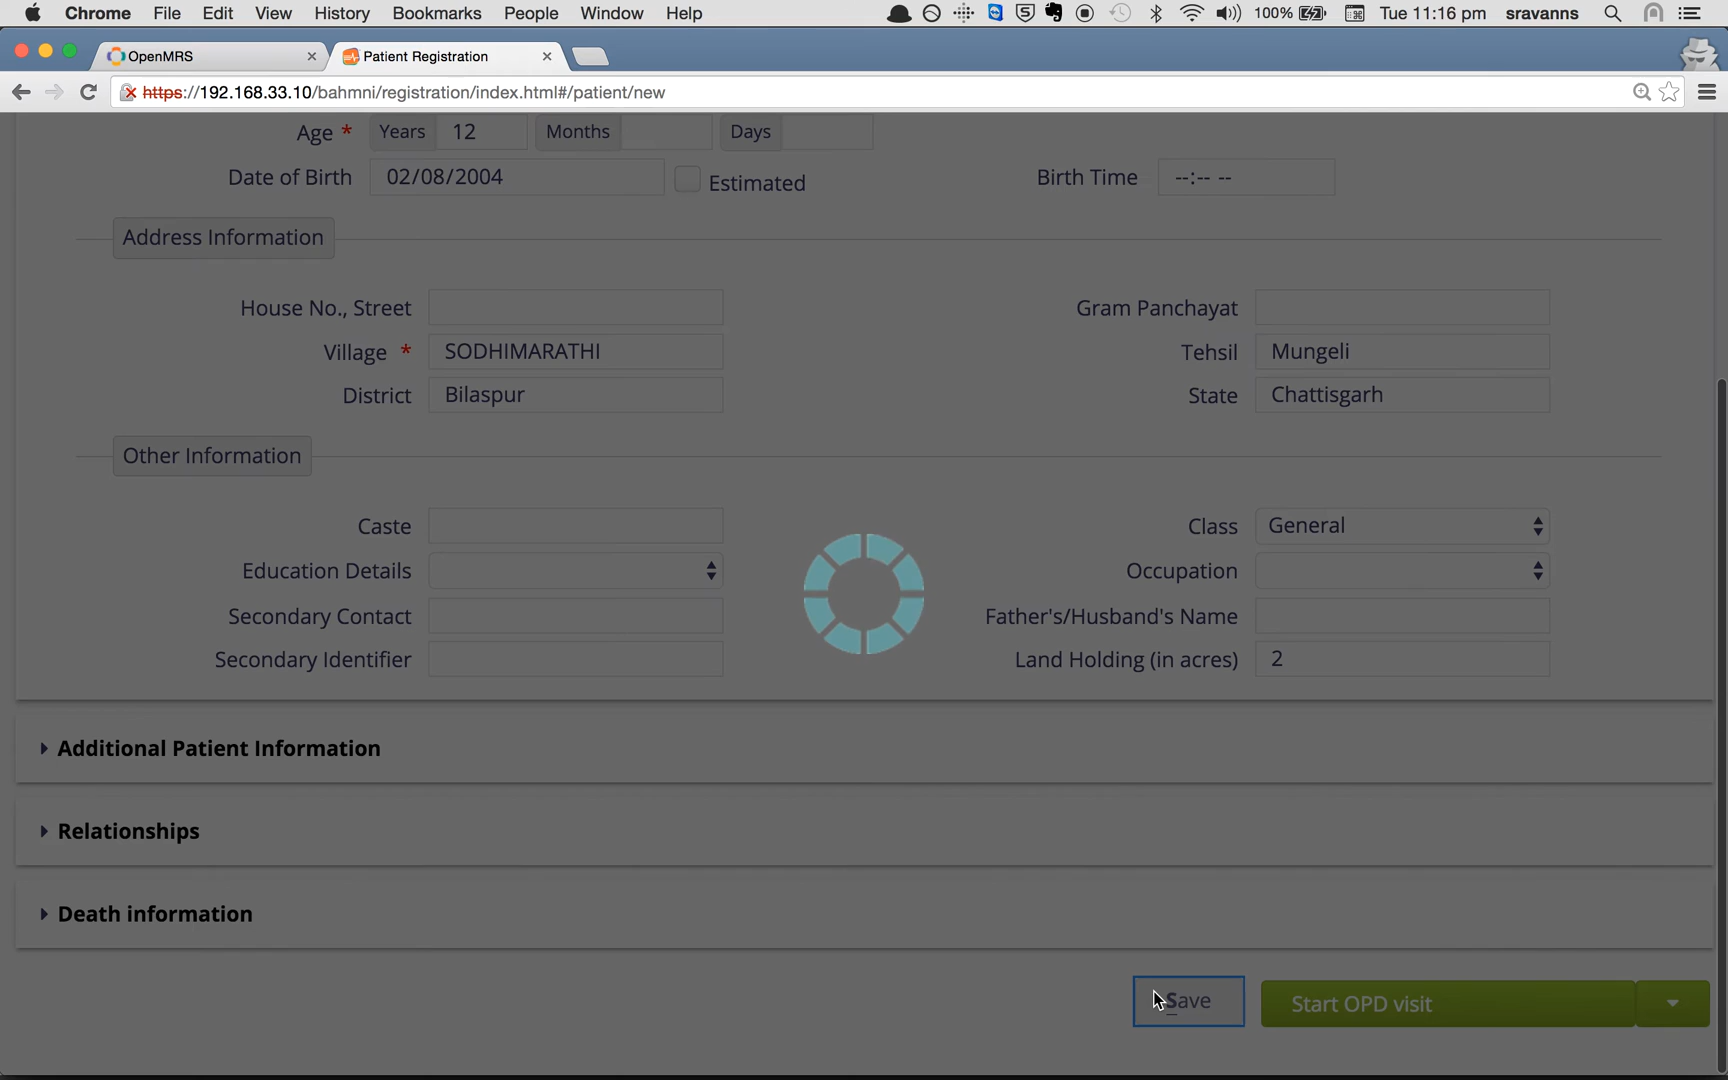 Chrome File Edit View History Bookmarks People Window Help 100% Tue 11:16 pm sravanns
OpenMRS Patient Registration
https://192.168.33.10/bahmni/registration/index.html#/patient/new
Age * Years 12 Months Days
Date of Birth 02/08/2004 Estimated Birth Time --:-- --
Address Information
House No., Street Gram Panchayat
Village * SODHIMARATHI Tehsil Mungeli
District Bilaspur State Chattisgarh
Other Information
Caste Class General
Education Details Occupation
Secondary Contact Father's/Husband's Name
Secondary Identifier Land Holding (in acres) 2
Additional Patient Information
Relationships
Death information
Save Start OPD visit